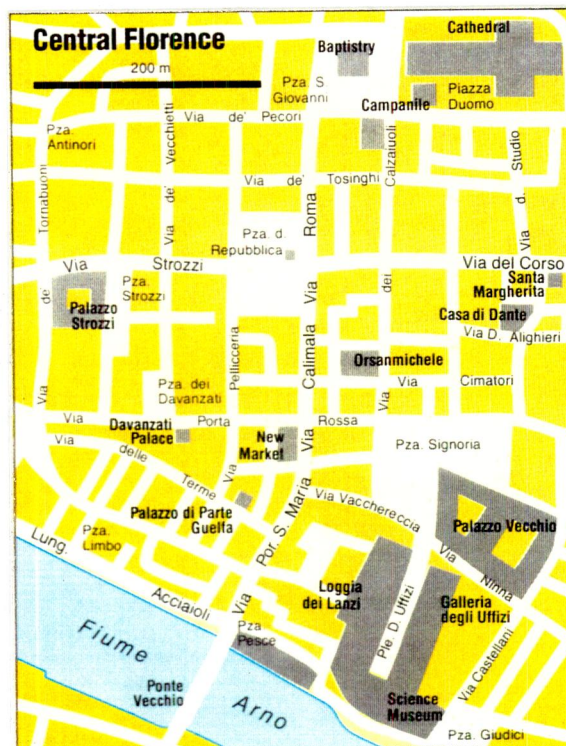 Central Florence
200 m
Cathedral
Baptistry
Pza. S.
Giovanni
Piazza
Duomo
Campanile
Via de' Pecori
Pza.
Antinori
Via de' Vecchietti
Via de' Tornabuoni
Via de' Tosinghi
Via dei Calzaiuoli
Via d. Studio
Via Roma
Pza. d.
Repubblica
Via Strozzi
Via del Corso
Santa
Margherita
Pza.
Strozzi
Palazzo
Strozzi
Casa di Dante
Via D. Alighieri
Via Calimala
Orsanmichele
Via Pellicceria
Via Cimatori
Pza. dei
Davanzati
Via Porta Rossa
Davanzati
Palace
New
Market
Pza. Signoria
Via delle Terme
Via Por. S. Maria
Via Vacchereccia
Palazzo di Parte
Guelfa
Palazzo Vecchio
Pza.
Limbo
Lung. Acciaioli
Via Ninna
Loggia
dei Lanzi
Ple. D. Uffizi
Galleria
degli Uffizi
Pza
Pesce
Fiume Arno
Via Castellani
Ponte
Vecchio
Science
Museum
Pza. Giudici